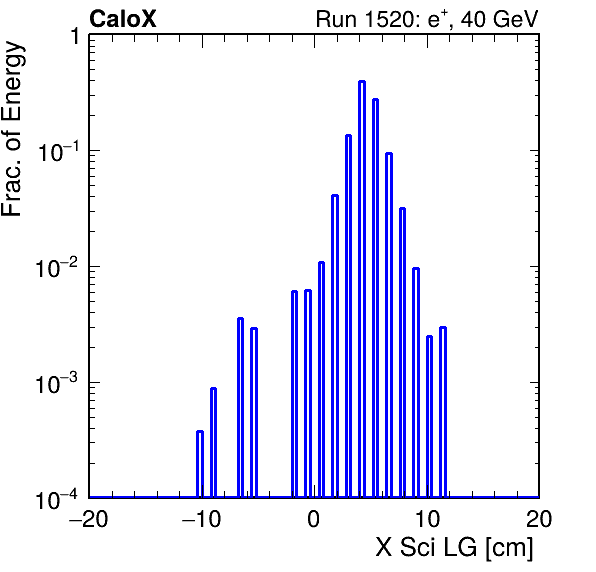 CaloX Run 1520: e⁺, 40 GeV
Frac. of Energy
1
10⁻¹
10⁻²
10⁻³
10⁻⁴
−20 −10 0 10 20
X Sci LG [cm]